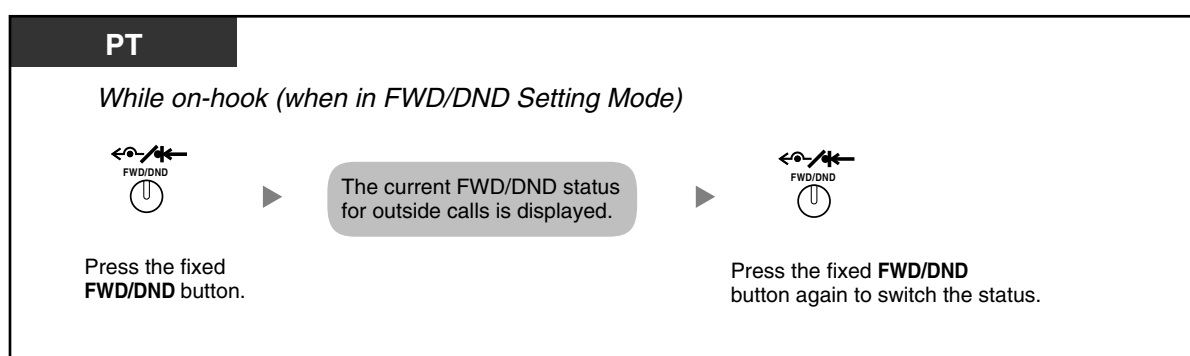 PT
While on-hook (when in FWD/DND Setting Mode)
FWD/DND
The current FWD/DND status
for outside calls is displayed.
FWD/DND
Press the fixed
FWD/DND button.
Press the fixed FWD/DND
button again to switch the status.